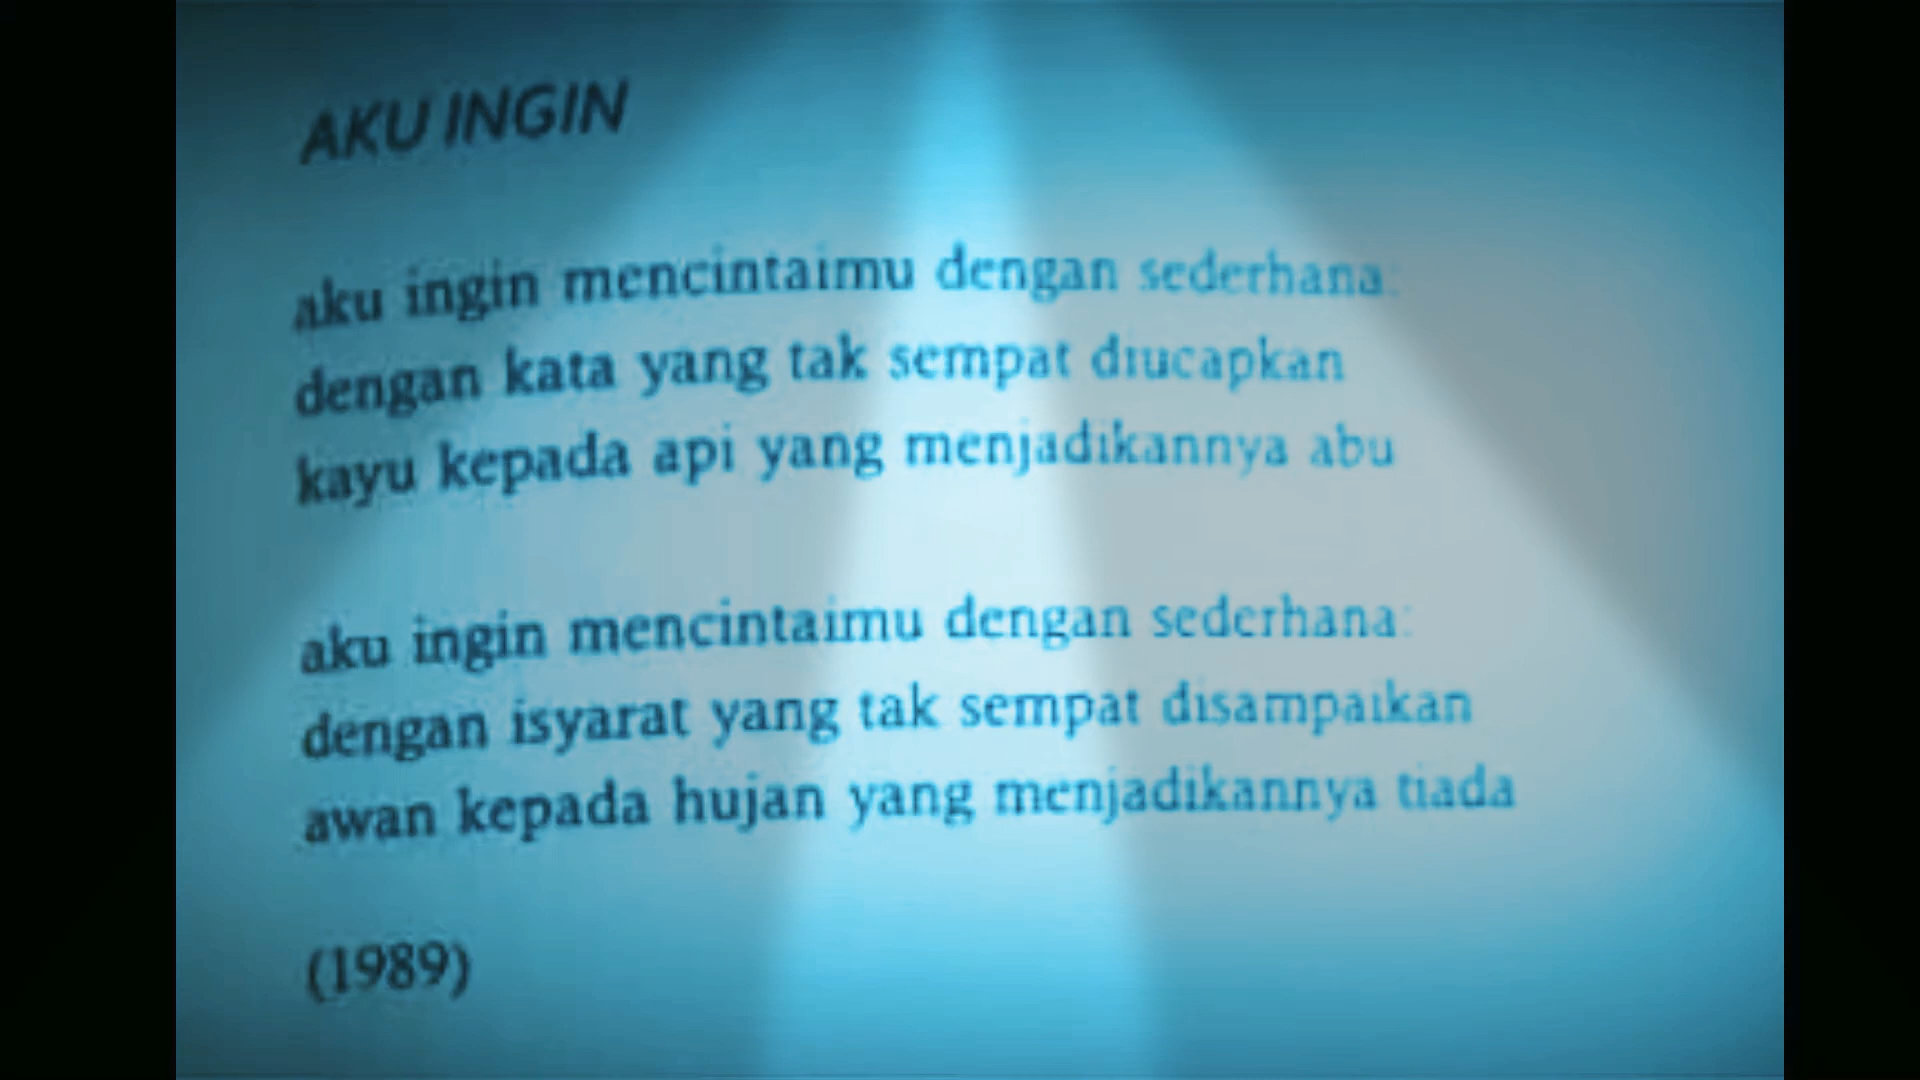 AKU INGIN
aku ingin mencintaimu dengan sederhana:
dengan kata yang tak sempat diucapkan
kayu kepada api yang menjadikannya abu
aku ingin mencintaimu dengan sederhana:
dengan isyarat yang tak sempat disampaikan
awan kepada hujan yang menjadikannya tiada
(1989)